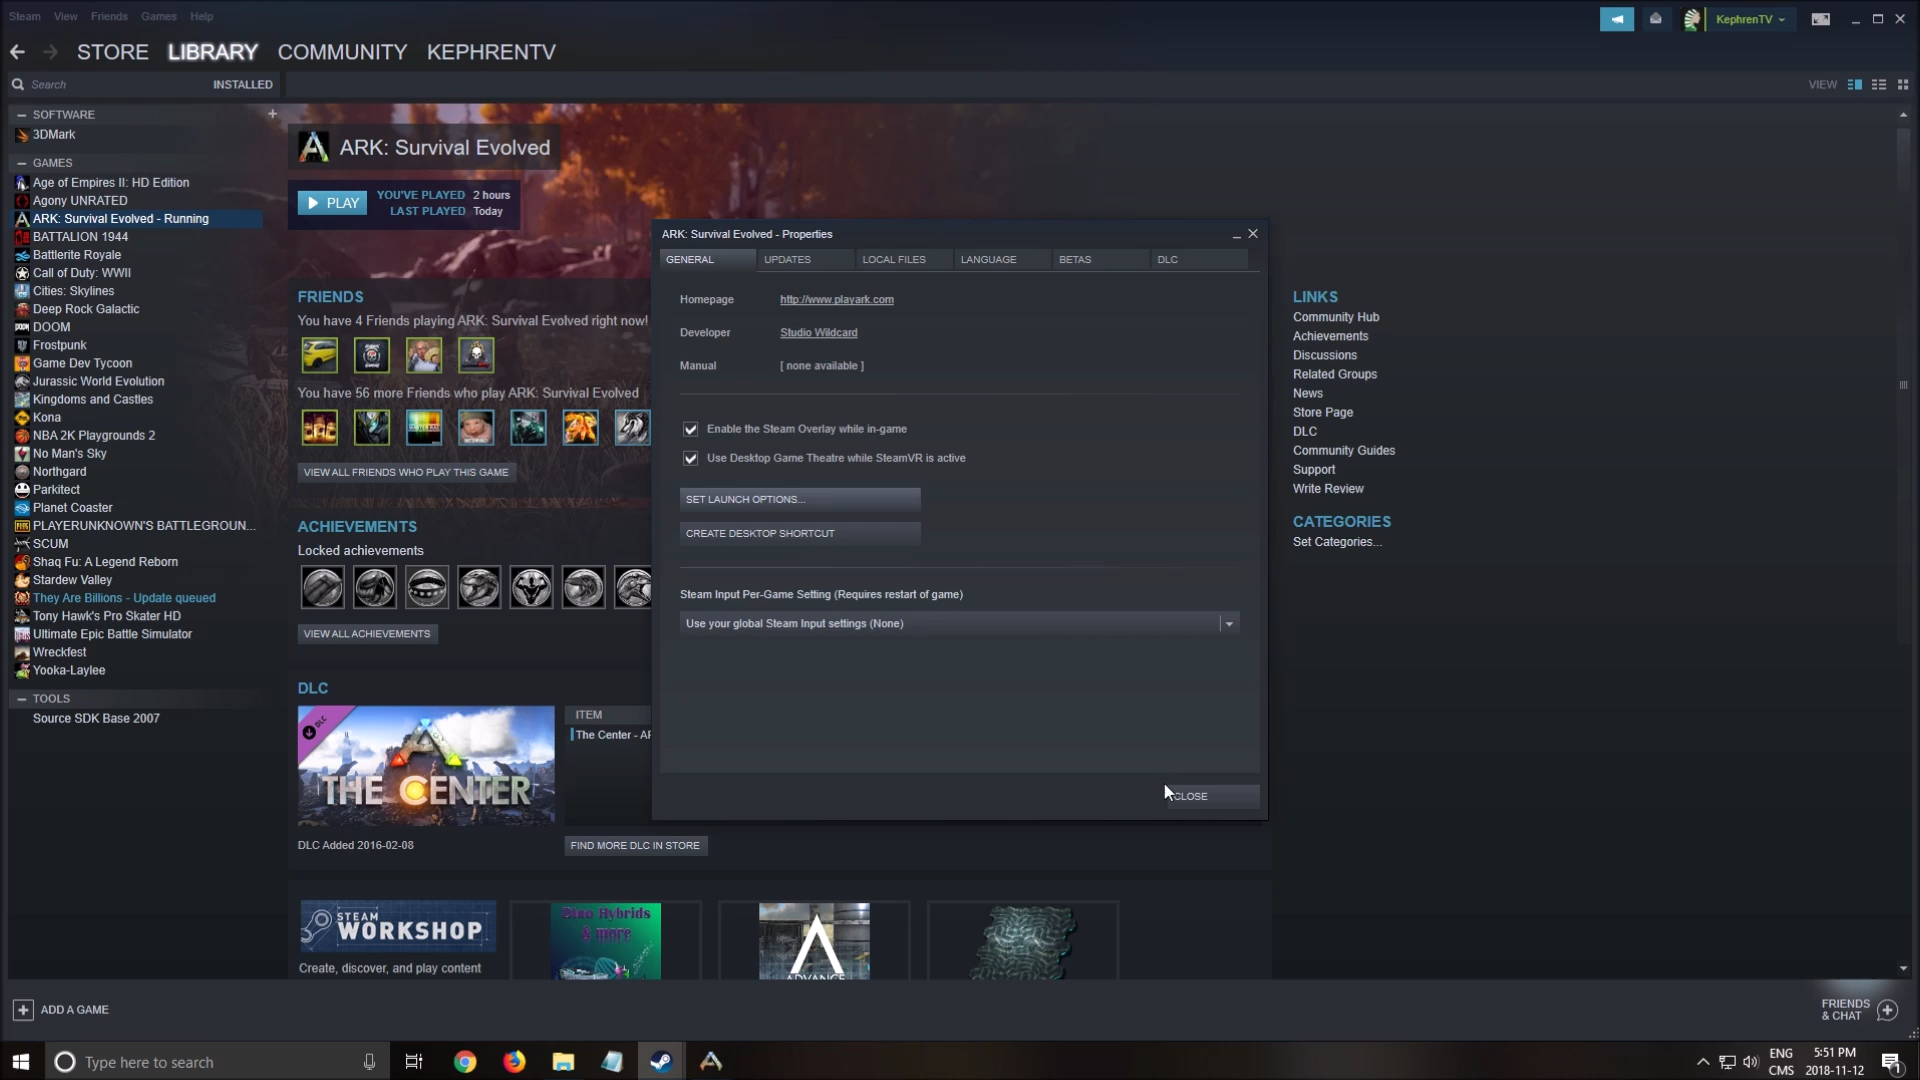 Steam View Friends Games Help
KephrenTV
STORE LIBRARY COMMUNITY KEPHRENTV
Search INSTALLED VIEW
SOFTWARE
3DMark
GAMES
Age of Empires II: HD Edition
Agony UNRATED
ARK: Survival Evolved - Running
BATTALION 1944
Battlerite Royale
Call of Duty: WWII
Cities: Skylines
Deep Rock Galactic
DOOM
Frostpunk
Game Dev Tycoon
Jurassic World Evolution
Kingdoms and Castles
Kona
NBA 2K Playgrounds 2
No Man's Sky
Northgard
Parkitect
Planet Coaster
PLAYERUNKNOWN'S BATTLEGROUN...
SCUM
Shaq Fu: A Legend Reborn
Stardew Valley
They Are Billions - Update queued
Tony Hawk's Pro Skater HD
Ultimate Epic Battle Simulator
Wreckfest
Yooka-Laylee
TOOLS
Source SDK Base 2007
ARK: Survival Evolved
PLAY
YOU'VE PLAYED 2 hours
LAST PLAYED Today
FRIENDS
You have 4 Friends playing ARK: Survival Evolved right now!
You have 56 more Friends who play ARK: Survival Evolved
VIEW ALL FRIENDS WHO PLAY THIS GAME
ACHIEVEMENTS
Locked achievements
VIEW ALL ACHIEVEMENTS
DLC
DLC
THE CENTER
DLC Added 2016-02-08
ITEM
The Center - AR
FIND MORE DLC IN STORE
STEAM
WORKSHOP
Create, discover, and play content
Dino Hybrids
& more
ADVANCE
ARK: Survival Evolved - Properties
GENERAL UPDATES LOCAL FILES LANGUAGE BETAS DLC
Homepage http://www.playark.com
Developer Studio Wildcard
Manual [ none available ]
Enable the Steam Overlay while in-game
Use Desktop Game Theatre while SteamVR is active
SET LAUNCH OPTIONS...
CREATE DESKTOP SHORTCUT
Steam Input Per-Game Setting (Requires restart of game)
Use your global Steam Input settings (None)
CLOSE
LINKS
Community Hub
Achievements
Discussions
Related Groups
News
Store Page
DLC
Community Guides
Support
Write Review
CATEGORIES
Set Categories...
ADD A GAME
FRIENDS
& CHAT
Type here to search
ENG
CMS
5:51 PM
2018-11-12
1